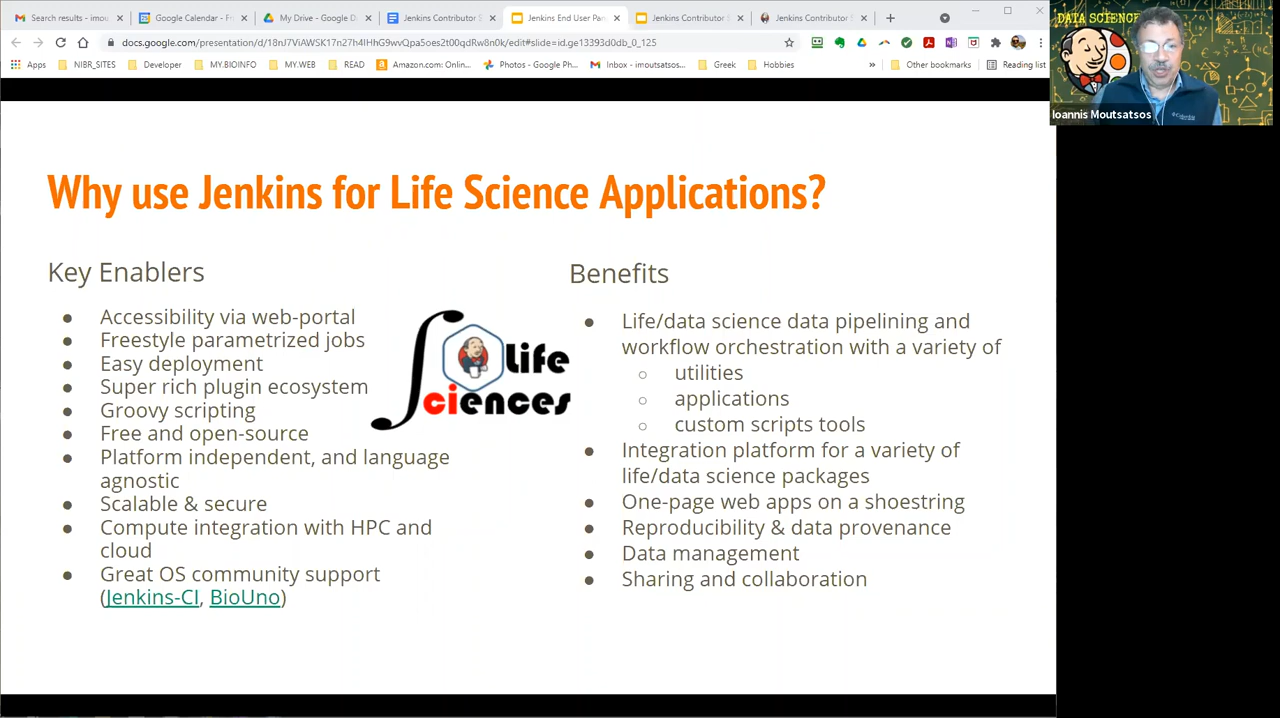 Search results - imou
Google Calendar - Fr
My Drive - Google D
Jenkins Contributor S
Jenkins End User Pan
Jenkins Contributor
Jenkins Contributor
docs.google.com/presentation/d/18nJ7ViAWSK17n27h4IHhG9wvQpa5oes2t00qdRw8n0k/edit#slide=id.ge13393d0db_0_125
Apps
NIBR_SITES
Developer
MY.BIOINFO
MY.WEB
READ
Amazon.com: Onlin...
Photos - Google Ph...
Inbox - imoutsatsos...
Greek
Hobbies
»
Other bookmarks
Reading list
DATA SCIENCE
Ioannis Moutsatsos
Why use Jenkins for Life Science Applications?
Key Enablers
● Accessibility via web-portal
● Freestyle parametrized jobs
● Easy deployment
● Super rich plugin ecosystem
● Groovy scripting
● Free and open-source
● Platform independent, and language
agnostic
● Scalable & secure
● Compute integration with HPC and
cloud
● Great OS community support
(Jenkins-CI, BioUno)
Life
sciences
Benefits
● Life/data science data pipelining and
workflow orchestration with a variety of
○ utilities
○ applications
○ custom scripts tools
● Integration platform for a variety of
life/data science packages
● One-page web apps on a shoestring
● Reproducibility & data provenance
● Data management
● Sharing and collaboration